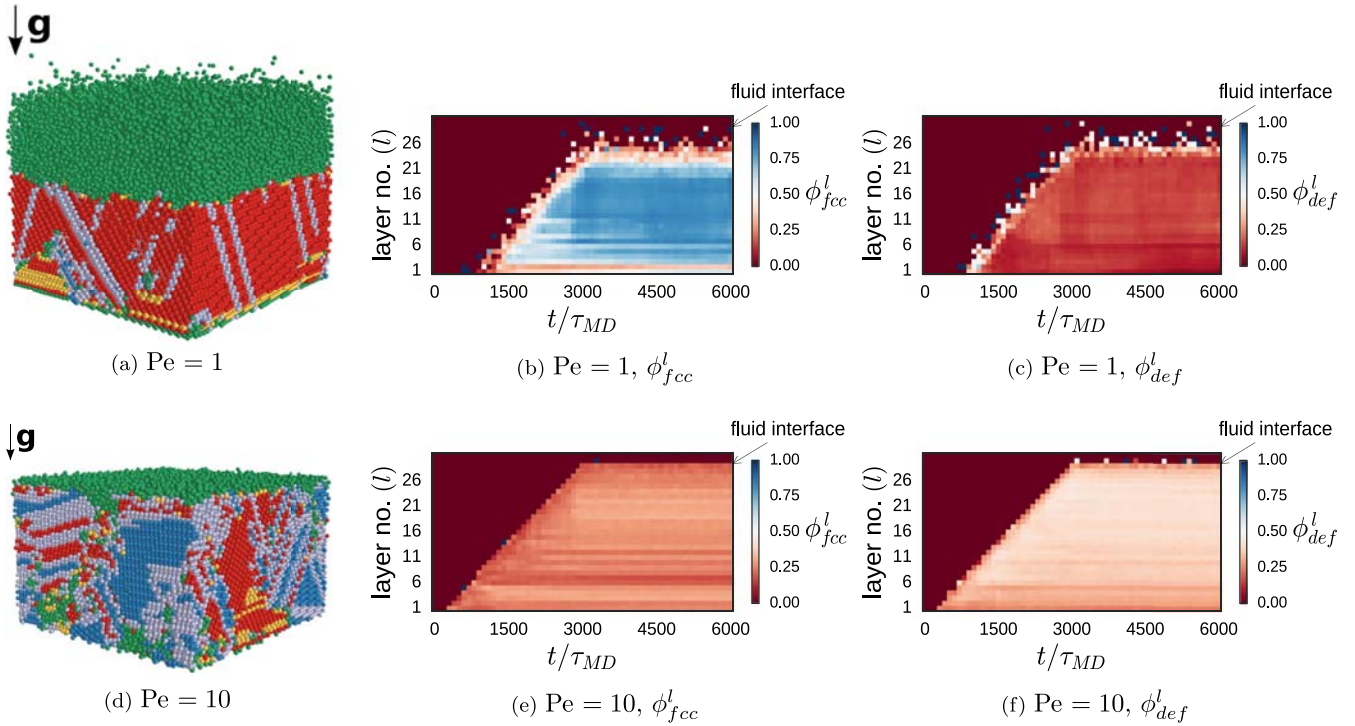 g
fluid interface
layer no. (l)
26
21
16
11
6
1
0
1500
3000
4500
6000
t/τ_MD
1.00
0.75
0.50
0.25
0.00
ϕ^l_fcc
fluid interface
layer no. (l)
26
21
16
11
6
1
0
1500
3000
4500
6000
t/τ_MD
1.00
0.75
0.50
0.25
0.00
ϕ^l_def
(a) Pe = 1
(b) Pe = 1, ϕ^l_fcc
(c) Pe = 1, ϕ^l_def
g
fluid interface
layer no. (l)
26
21
16
11
6
1
0
1500
3000
4500
6000
t/τ_MD
1.00
0.75
0.50
0.25
0.00
ϕ^l_fcc
fluid interface
layer no. (l)
26
21
16
11
6
1
0
1500
3000
4500
6000
t/τ_MD
1.00
0.75
0.50
0.25
0.00
ϕ^l_def
(d) Pe = 10
(e) Pe = 10, ϕ^l_fcc
(f) Pe = 10, ϕ^l_def